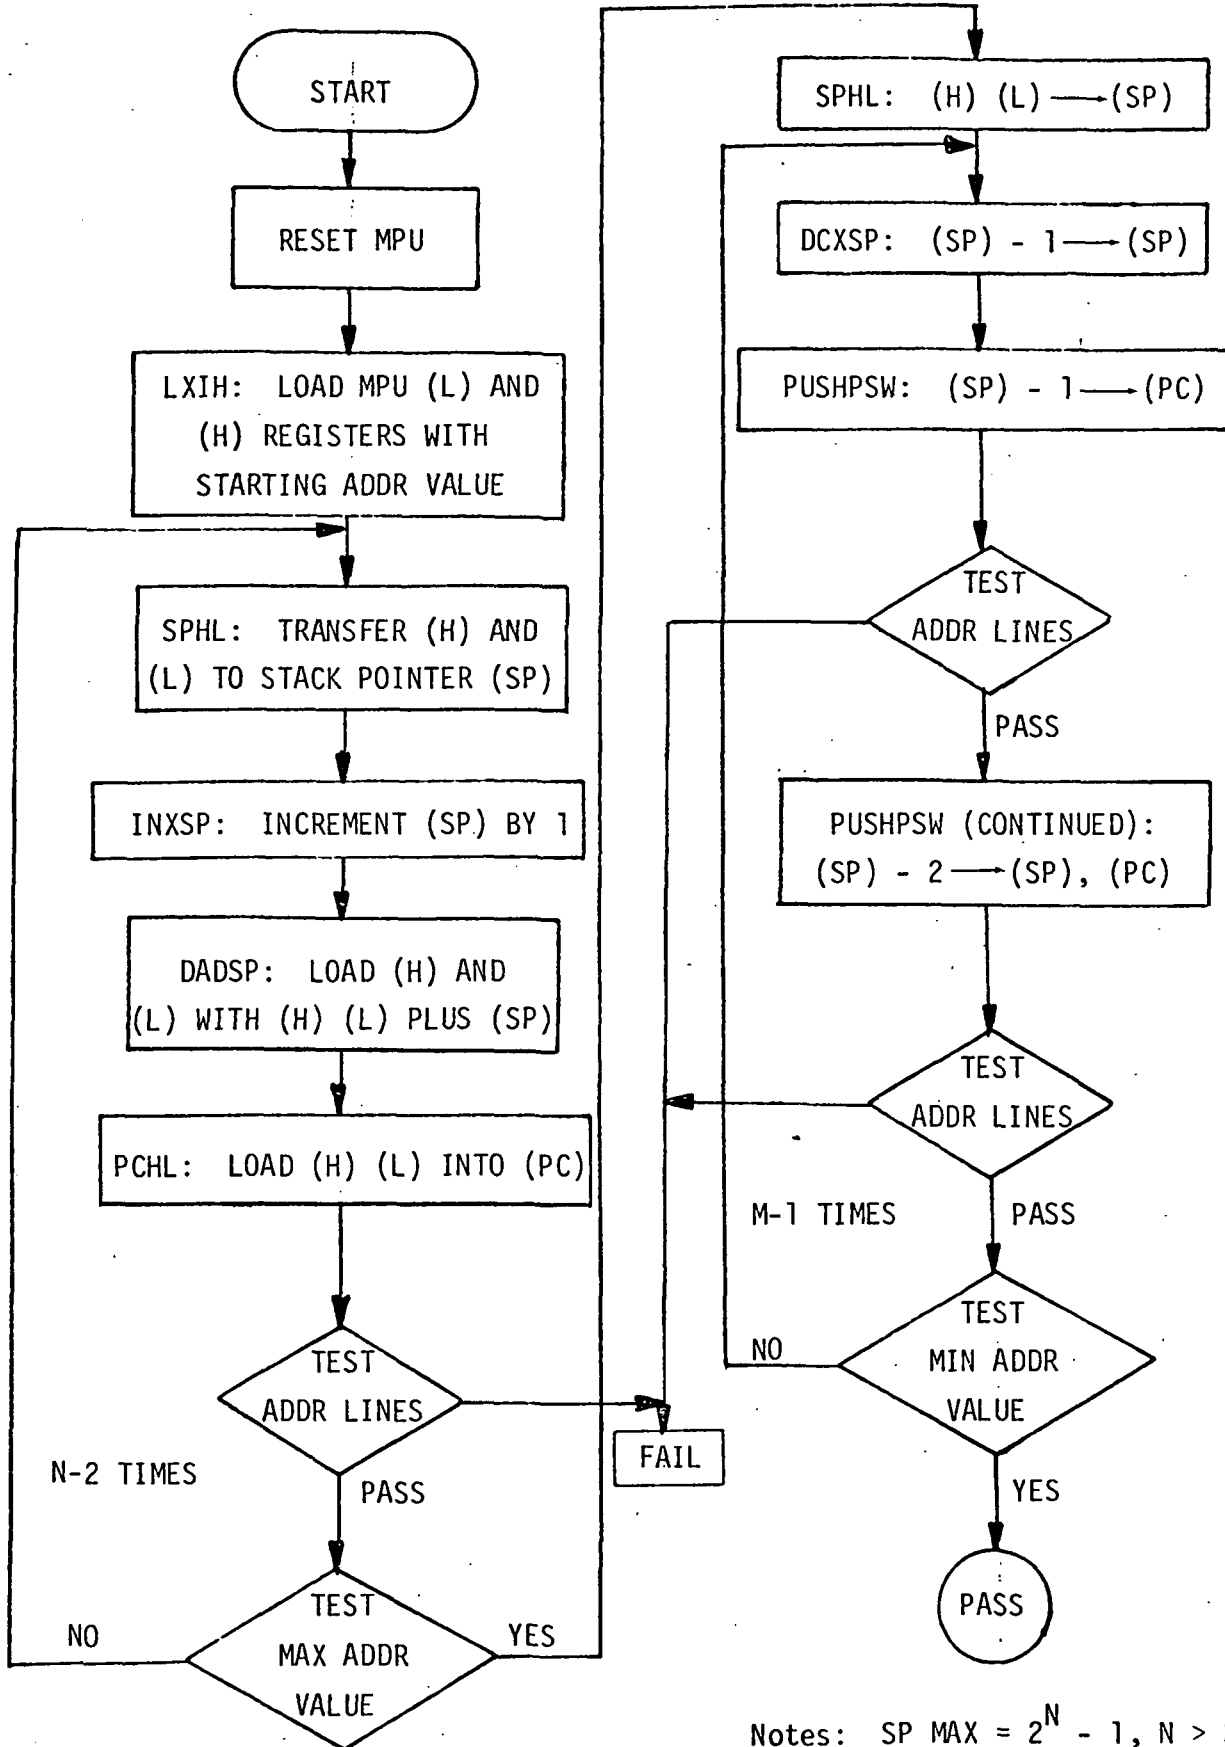 START
RESET MPU
LXIH: LOAD MPU (L) AND
(H) REGISTERS WITH
STARTING ADDR VALUE
SPHL: TRANSFER (H) AND
(L) TO STACK POINTER (SP)
INXSP: INCREMENT (SP) BY 1
DADSP: LOAD (H) AND
(L) WITH (H) (L) PLUS (SP)
PCHL: LOAD (H) (L) INTO (PC)
TEST
ADDR LINES
N-2 TIMES
PASS
TEST
MAX ADDR
VALUE
NO
YES
FAIL
SPHL: (H) (L) → (SP)
DCXSP: (SP) - 1 → (SP)
PUSHPSW: (SP) - 1 → (PC)
TEST
ADDR LINES
PASS
PUSHPSW (CONTINUED):
(SP) - 2 → (SP), (PC)
TEST
ADDR LINES
M-1 TIMES
PASS
TEST
MIN ADDR
VALUE
NO
YES
PASS
Notes: SP MAX = 2^N - 1, N >